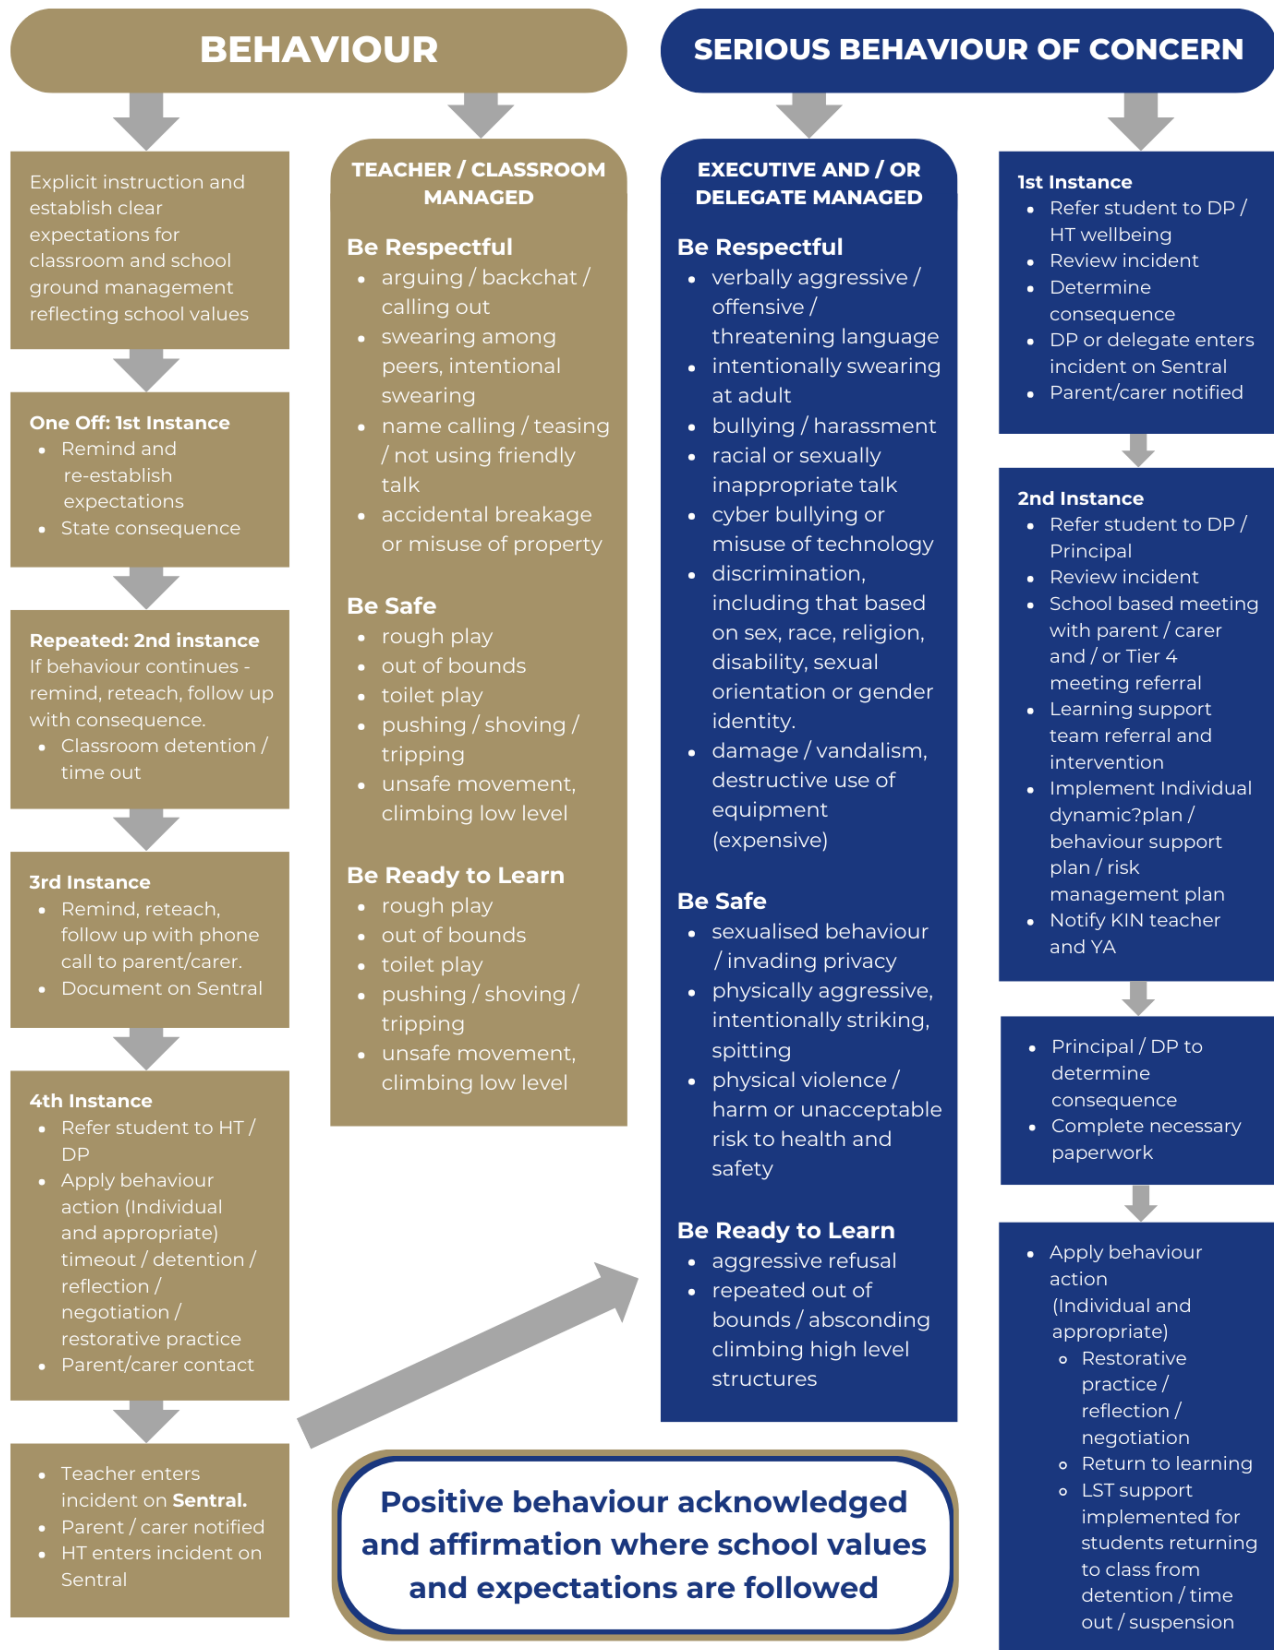 BEHAVIOUR
Explicit instruction and
establish clear
expectations for
classroom and school
ground management
reflecting school values
One Off: 1st Instance
• Remind and
re-establish
expectations
• State consequence
Repeated: 2nd instance
If behaviour continues -
remind, reteach, follow up
with consequence.
• Classroom detention /
time out
3rd Instance
• Remind, reteach,
follow up with phone
call to parent/carer.
• Document on Sentral
4th Instance
• Refer student to HT /
DP
• Apply behaviour
action (Individual
and appropriate)
timeout / detention /
reflection /
negotiation /
restorative practice
• Parent/carer contact
• Teacher enters
incident on Sentral.
• Parent / carer notified
• HT enters incident on
Sentral
TEACHER / CLASSROOM
MANAGED
Be Respectful
• arguing / backchat /
calling out
• swearing among
peers, intentional
swearing
• name calling / teasing
/ not using friendly
talk
• accidental breakage
or misuse of property
Be Safe
• rough play
• out of bounds
• toilet play
• pushing / shoving /
tripping
• unsafe movement,
climbing low level
Be Ready to Learn
• rough play
• out of bounds
• toilet play
• pushing / shoving /
tripping
• unsafe movement,
climbing low level
SERIOUS BEHAVIOUR OF CONCERN
EXECUTIVE AND / OR
DELEGATE MANAGED
Be Respectful
• verbally aggressive /
offensive /
threatening language
• intentionally swearing
at adult
• bullying / harassment
• racial or sexually
inappropriate talk
• cyber bullying or
misuse of technology
• discrimination,
including that based
on sex, race, religion,
disability, sexual
orientation or gender
identity.
• damage / vandalism,
destructive use of
equipment
(expensive)
Be Safe
• sexualised behaviour
/ invading privacy
• physically aggressive,
intentionally striking,
spitting
• physical violence /
harm or unacceptable
risk to health and
safety
Be Ready to Learn
• aggressive refusal
• repeated out of
bounds / absconding
climbing high level
structures
1st Instance
• Refer student to DP /
HT wellbeing
• Review incident
• Determine
consequence
• DP or delegate enters
incident on Sentral
• Parent/carer notified
2nd Instance
• Refer student to DP /
Principal
• Review incident
• School based meeting
with parent / carer
and / or Tier 4
meeting referral
• Learning support
team referral and
intervention
• Implement Individual
dynamic?plan /
behaviour support
plan / risk
management plan
• Notify KIN teacher
and YA
• Principal / DP to
determine
consequence
• Complete necessary
paperwork
• Apply behaviour
action
(Individual and
appropriate)
○ Restorative
practice /
reflection /
negotiation
○ Return to learning
○ LST support
implemented for
students returning
to class from
detention / time
out / suspension
Positive behaviour acknowledged
and affirmation where school values
and expectations are followed